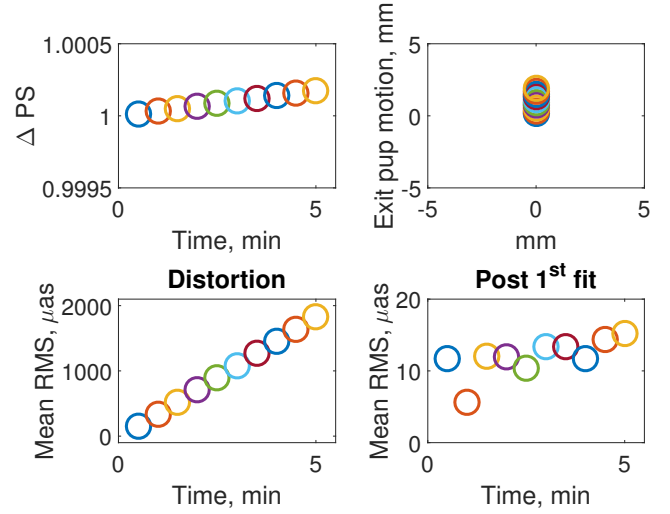 1.0005
1
0.9995
Δ PS
0
5
Time, min
5
0
-5
Exit pup motion, mm
-5
0
5
mm
Distortion
2000
1000
0
Mean RMS, μas
0
5
Time, min
Post 1st fit
20
10
0
Mean RMS, μas
0
5
Time, min